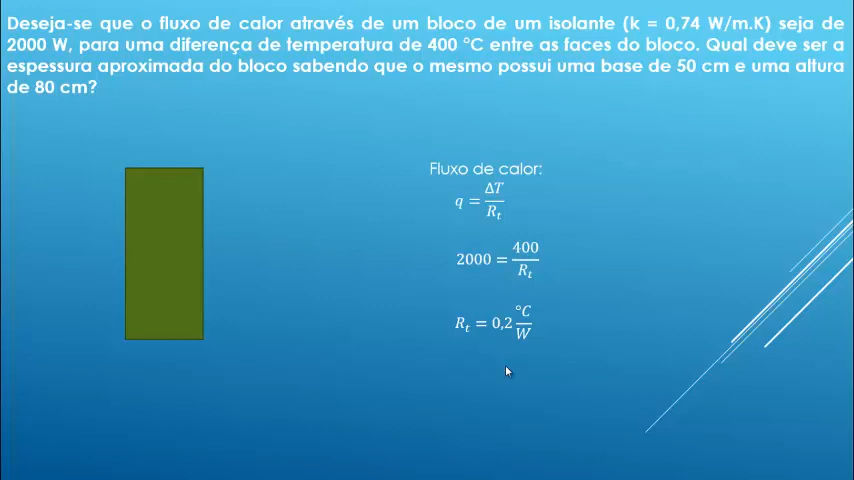 Deseja-se que o fluxo de calor através de um bloco de um isolante (k = 0,74 W/m.K) seja de
2000 W, para uma diferença de temperatura de 400 °C entre as faces do bloco. Qual deve ser a
espessura aproximada do bloco sabendo que o mesmo possui uma base de 50 cm e uma altura
de 80 cm?
Fluxo de calor:
q = ΔT/R_t
2000 = 400/R_t
R_t = 0,2 °C/W